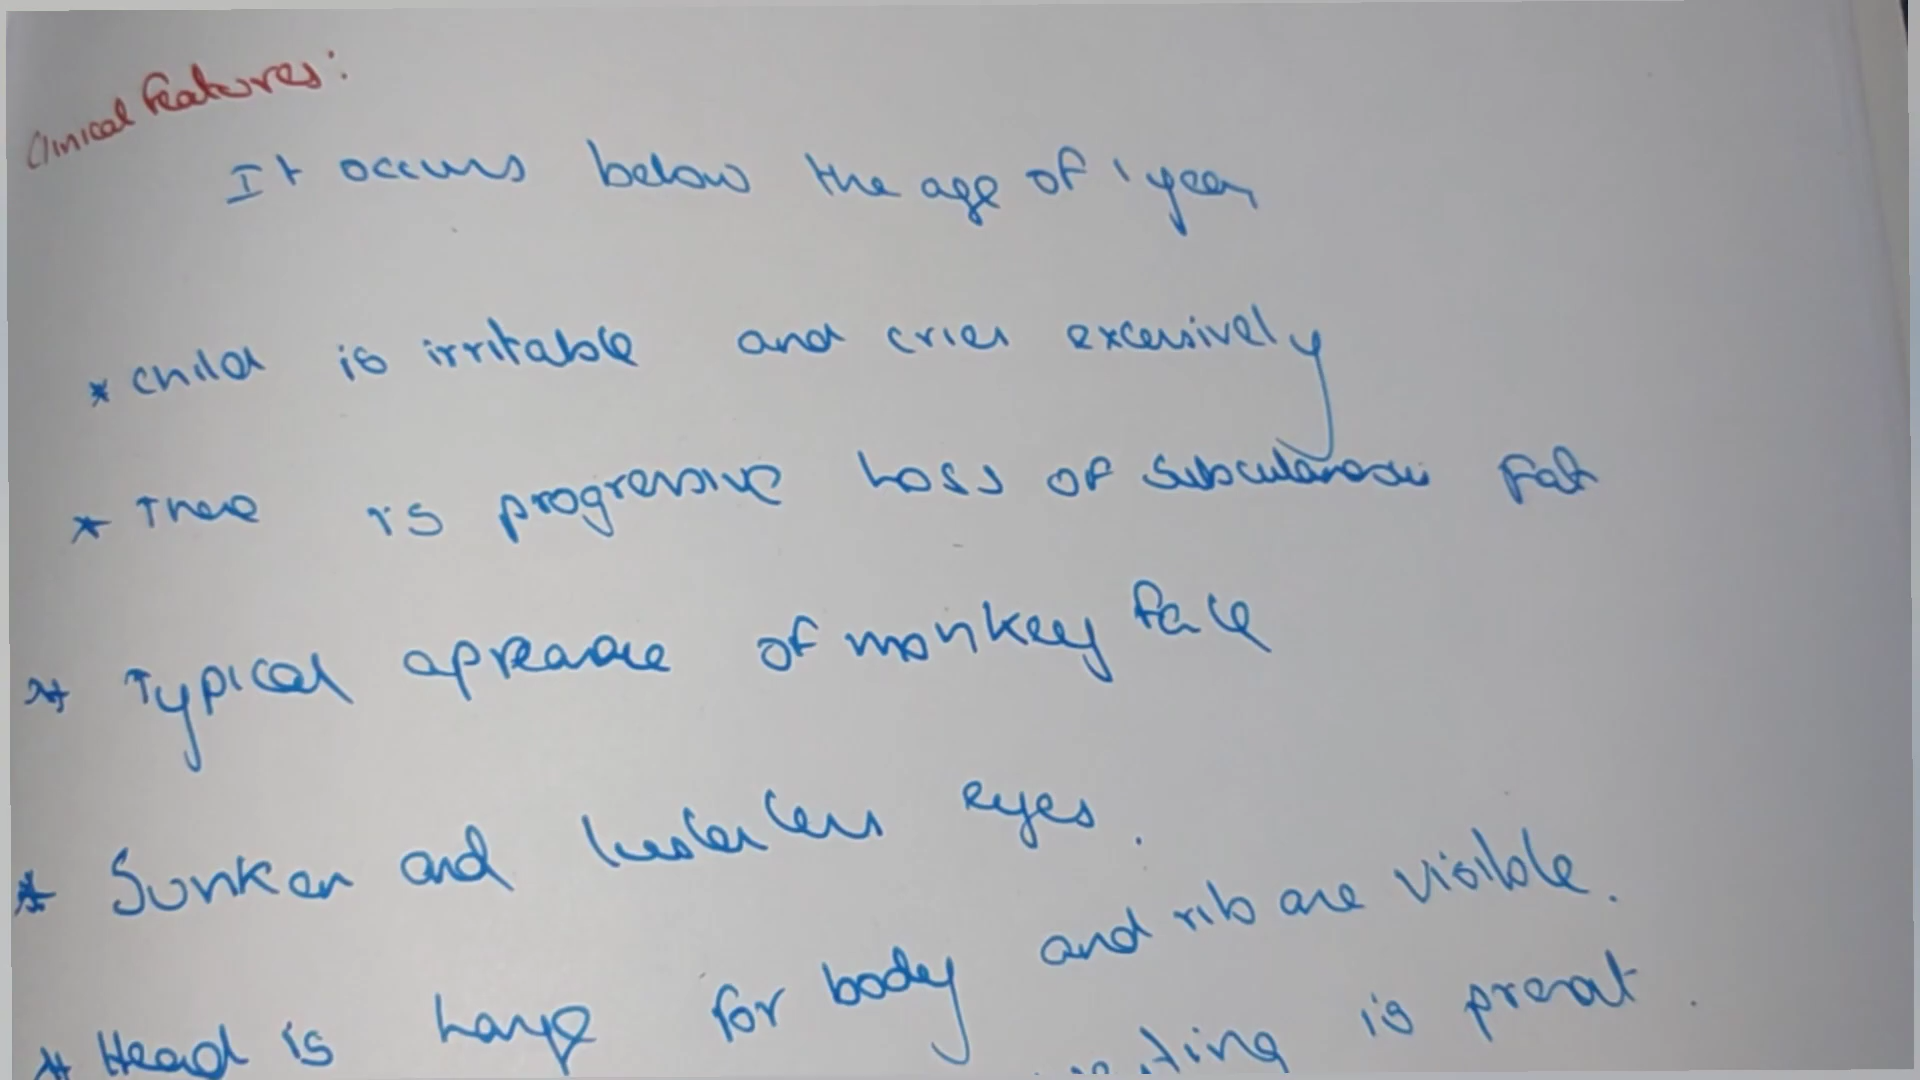 Clinical Features:
It occurs below the age of 1 year
* child is irritable and cries excessively
* There is progressive Loss of subcutaneous Fat
* Typical apreance of monkey face
* Sunken and lusterless eyes.
* Head is Large for body and rib are visible.
is present.